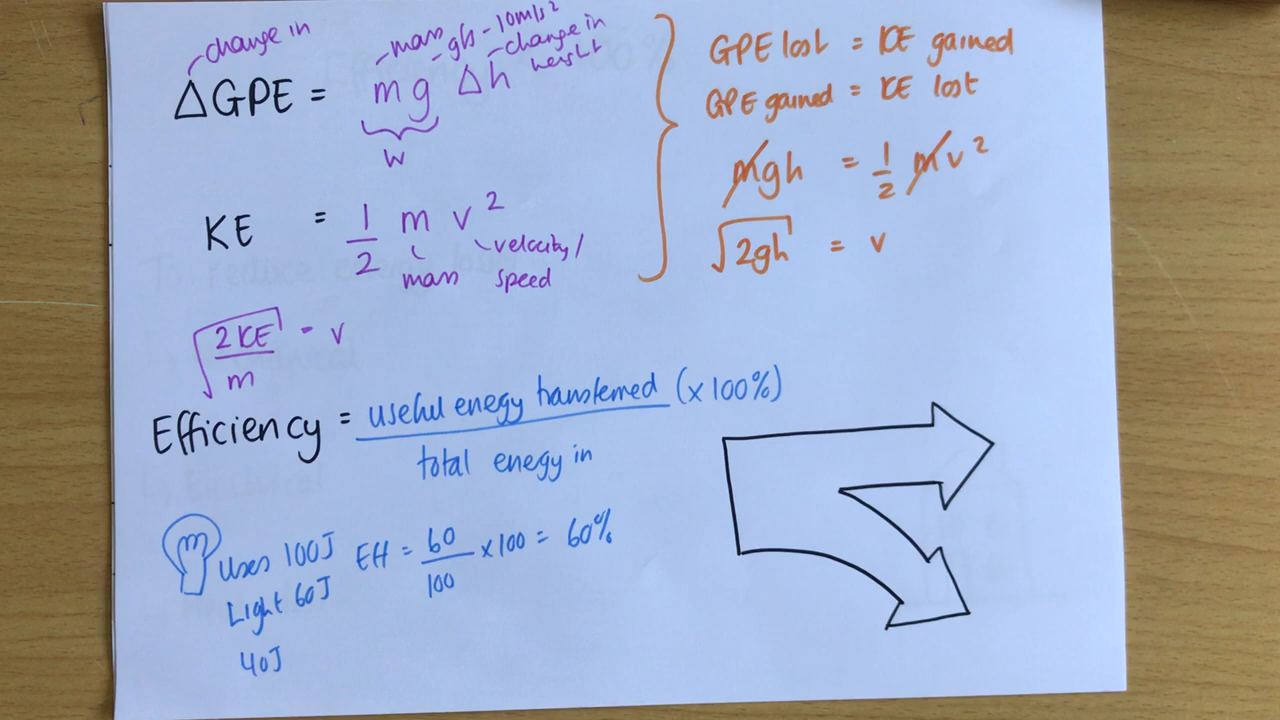 change in
mass gfs - 10m/s²
change in
height
ΔGPE = m g Δh
W
KE = 1/2 m v²
mass
velocity/
speed
√(2KE/m) = v
GPE lost = KE gained
GPE gained = KE lost
mgh = 1/2 mv²
√2gh = v
Efficiency = useful energy transferred (x 100%)
total energy in
uses 100J
Light 60J
40J
Eff = 60/100 x 100 = 60%